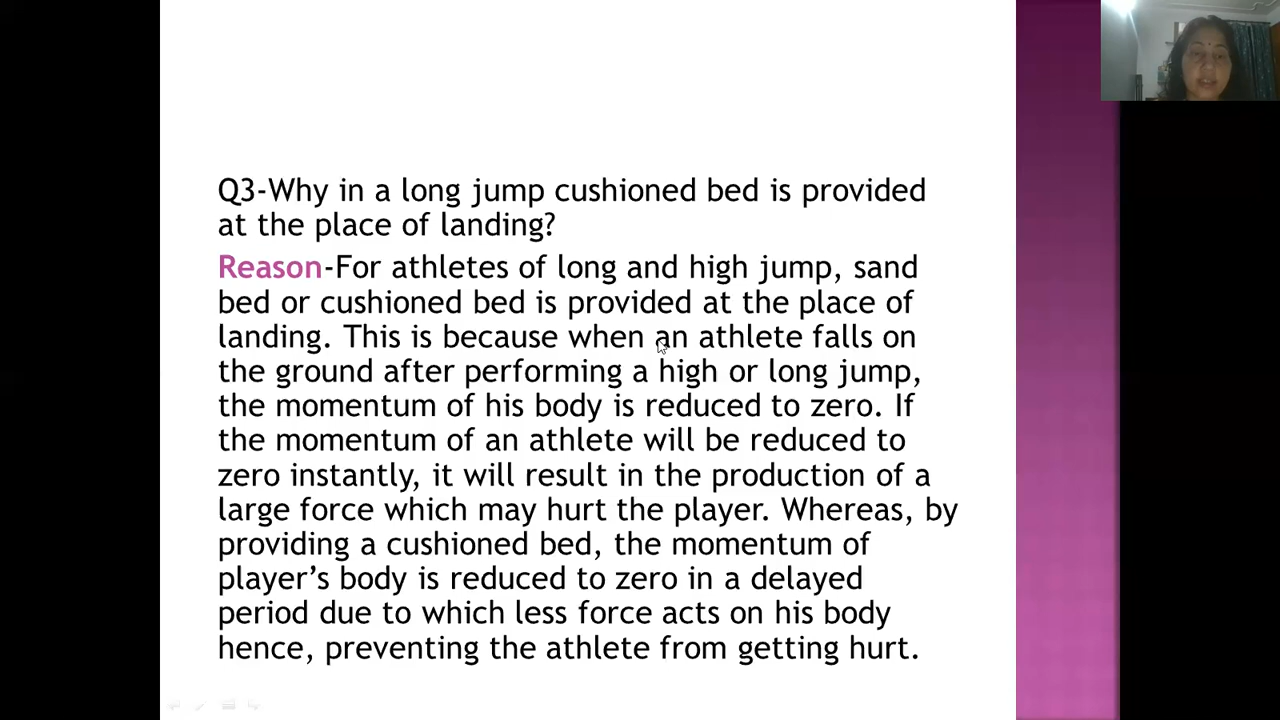 Q3-Why in a long jump cushioned bed is provided
at the place of landing?
Reason-For athletes of long and high jump, sand
bed or cushioned bed is provided at the place of
landing. This is because when an athlete falls on
the ground after performing a high or long jump,
the momentum of his body is reduced to zero. If
the momentum of an athlete will be reduced to
zero instantly, it will result in the production of a
large force which may hurt the player. Whereas, by
providing a cushioned bed, the momentum of
player’s body is reduced to zero in a delayed
period due to which less force acts on his body
hence, preventing the athlete from getting hurt.